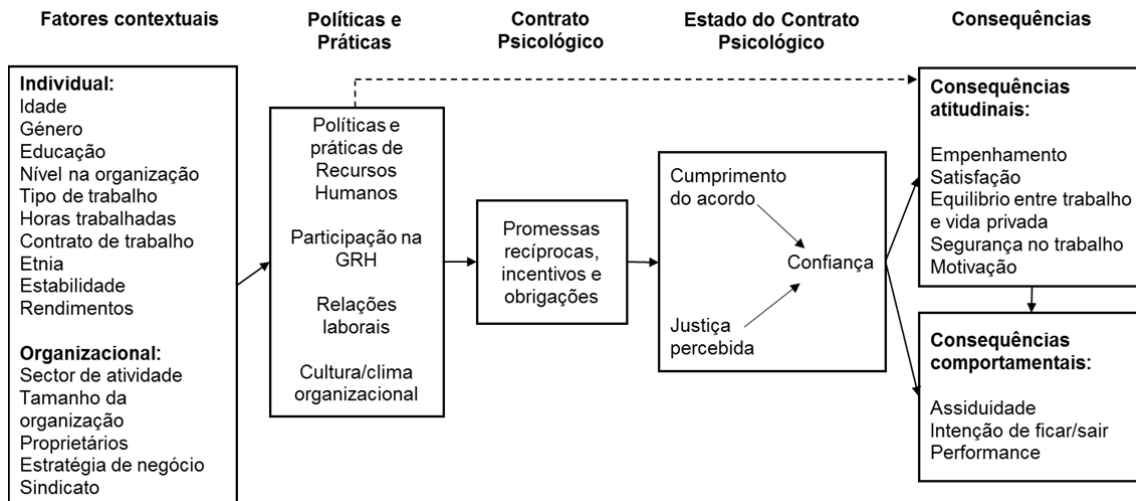 Fatores contextuais
Políticas e
Práticas
Contrato
Psicológico
Estado do Contrato
Psicológico
Consequências
Individual:
Idade
Género
Educação
Nível na organização
Tipo de trabalho
Horas trabalhadas
Contrato de trabalho
Etnia
Estabilidade
Rendimentos
Organizacional:
Sector de atividade
Tamanho da
organização
Proprietários
Estratégia de negócio
Sindicato
Políticas e
práticas de
Recursos
Humanos
Participação na
GRH
Relações
laborais
Cultura/clima
organizacional
Promessas
recíprocas,
incentivos e
obrigações
Cumprimento
do acordo
Confiança
Justiça
percebida
Consequências
atitudinais:
Empenhamento
Satisfação
Equilibrio entre trabalho
e vida privada
Segurança no trabalho
Motivação
Consequências
comportamentais:
Assiduidade
Intenção de ficar/sair
Performance